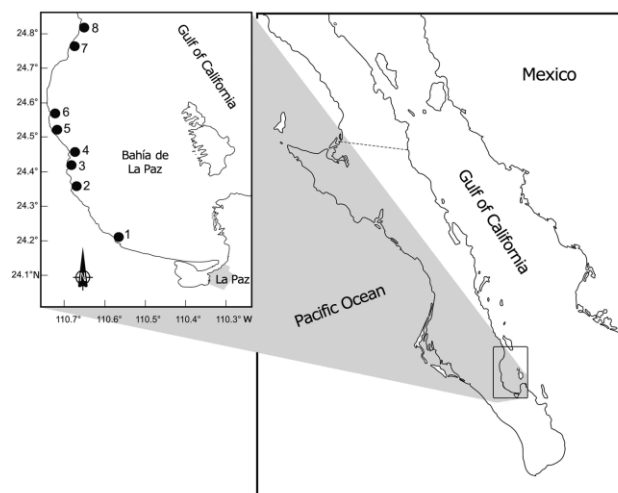 24.8°
24.7°
24.6°
24.5°
24.4°
24.3°
24.2°
24.1°N
110.7°
110.6°
110.5°
110.4°
110.3° W
8
7
6
5
4
3
2
1
Gulf of California
Bahía de
La Paz
La Paz
Mexico
Gulf of California
Pacific Ocean